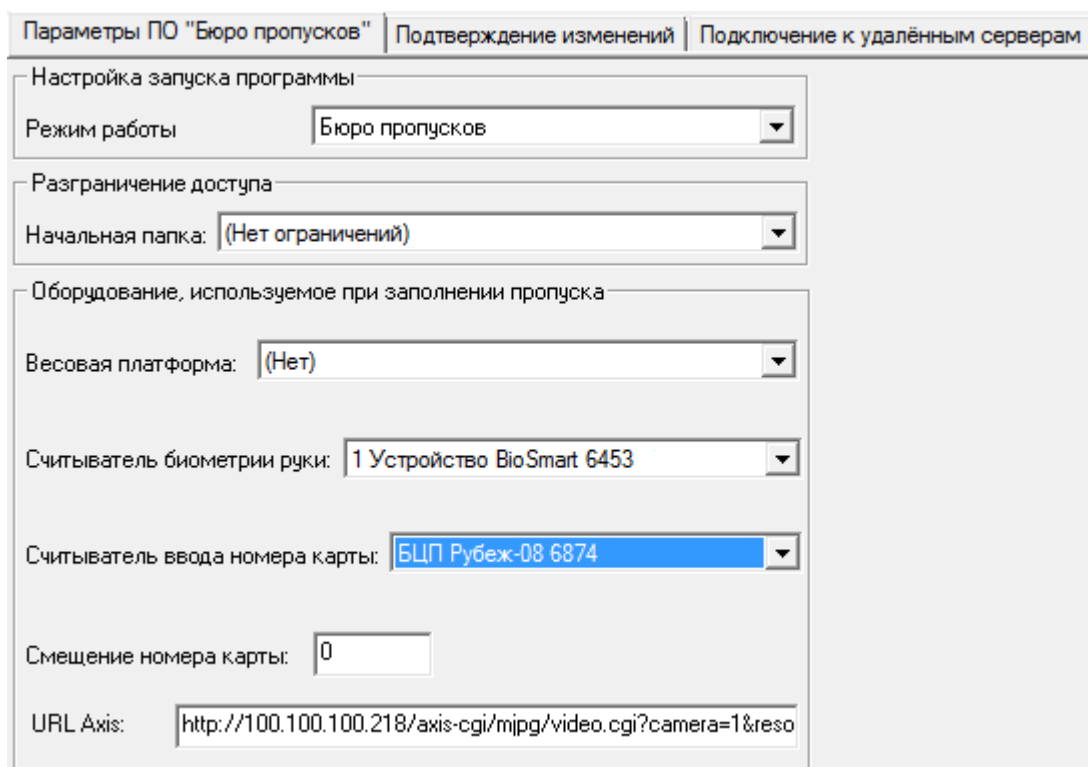 Параметры ПО "Бюро пропусков" Подтверждение изменений Подключение к удалённым серверам
Настройка запуска программы
Режим работы Бюро пропусков
Разграничение доступа
Начальная папка: (Нет ограничений)
Оборудование, используемое при заполнении пропуска
Весовая платформа: (Нет)
Считыватель биометрии руки: 1 Устройство BioSmart 6453
Считыватель ввода номера карты: БЦП Рубеж-08 6874
Смещение номера карты: 0
URL Axis: http://100.100.100.218/axis-cgi/mjpg/video.cgi?camera=1&reso